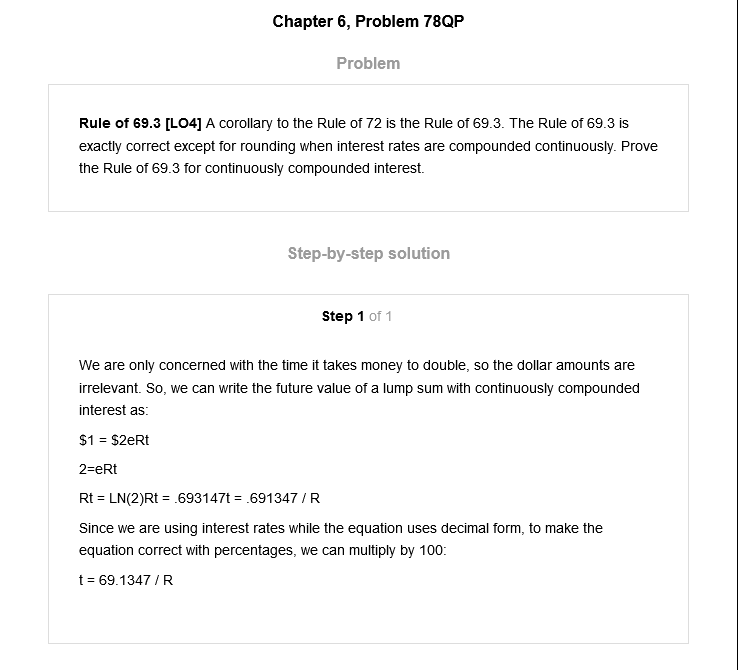 Chapter 6, Problem 78QP
Problem
Rule of 69.3 [LO4] A corollary to the Rule of 72 is the Rule of 69.3. The Rule of 69.3 is
exactly correct except for rounding when interest rates are compounded continuously. Prove
the Rule of 69.3 for continuously compounded interest.
Step-by-step solution
Step 1 of 1
We are only concerned with the time it takes money to double, so the dollar amounts are
irrelevant. So, we can write the future value of a lump sum with continuously compounded
interest as:
$1 = $2eRt
2=eRt
Rt = LN(2)Rt = .693147t = .691347 / R
Since we are using interest rates while the equation uses decimal form, to make the
equation correct with percentages, we can multiply by 100:
t = 69.1347 / R